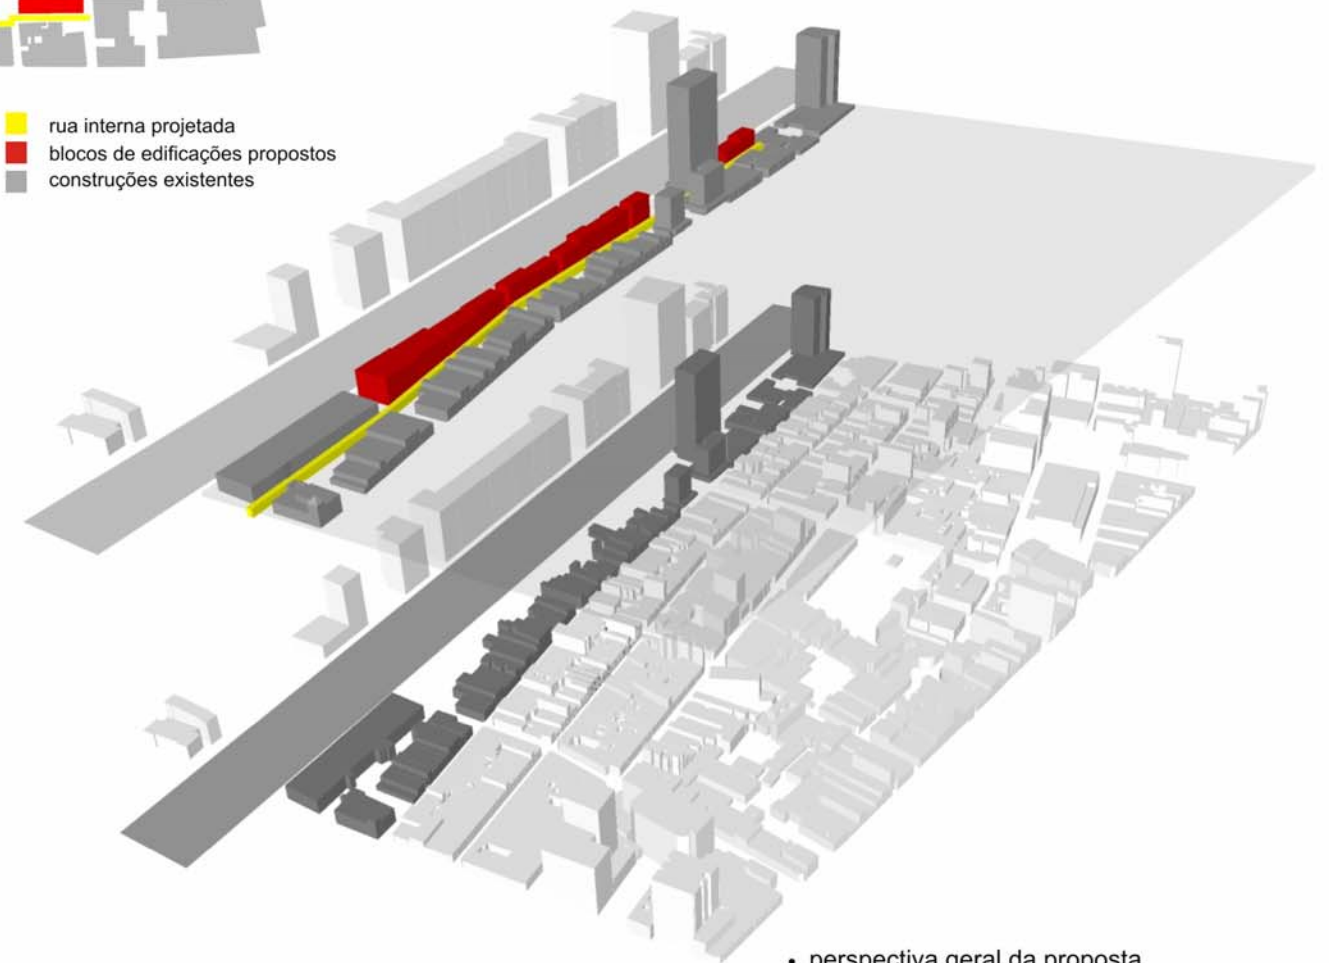 rua interna projetada
blocos de edificações propostos
construções existentes
• perspectiva geral da proposta